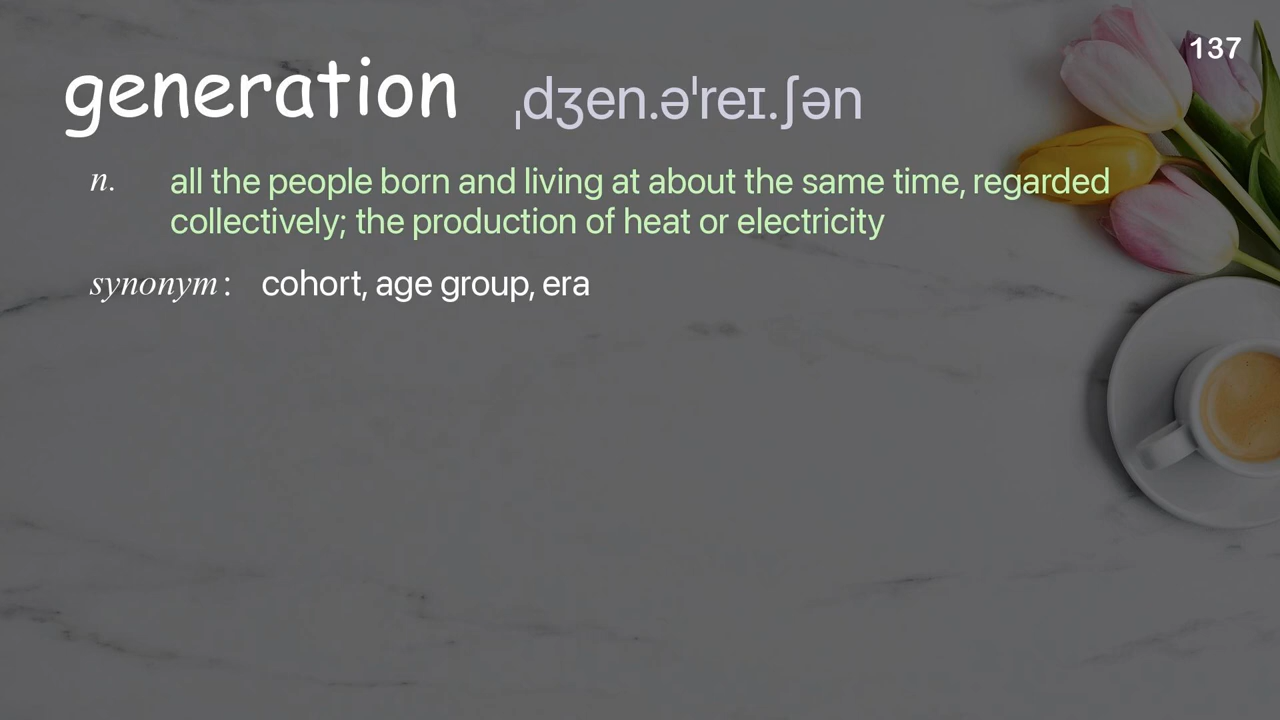 137
generation ˌdʒen.əˈreɪ.ʃən
n. all the people born and living at about the same time, regarded
collectively; the production of heat or electricity
synonym: cohort, age group, era